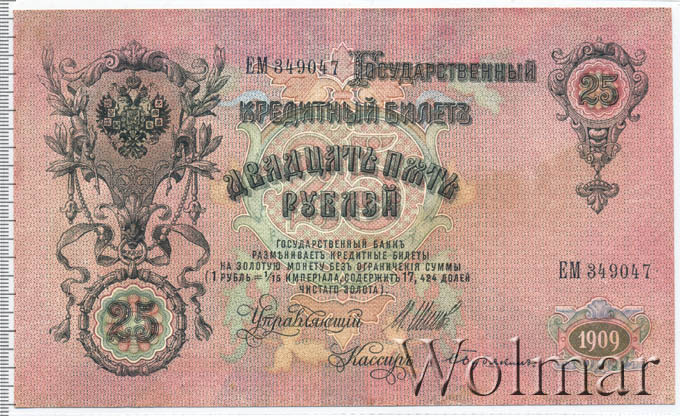 ЕМ 349047
Государственный
25
Кредитный Билетъ
Двадцать пять
рублей
25
Государственный Банкъ
размѣниваетъ кредитные билеты
на золотую монету безъ ограниченія суммы
(1 рубль = 1/15 имперіала, содержитъ 17,424 долей
чистаго золота).
ЕМ 349047
25
Управляющій
Кассиръ
1909
Wolmar